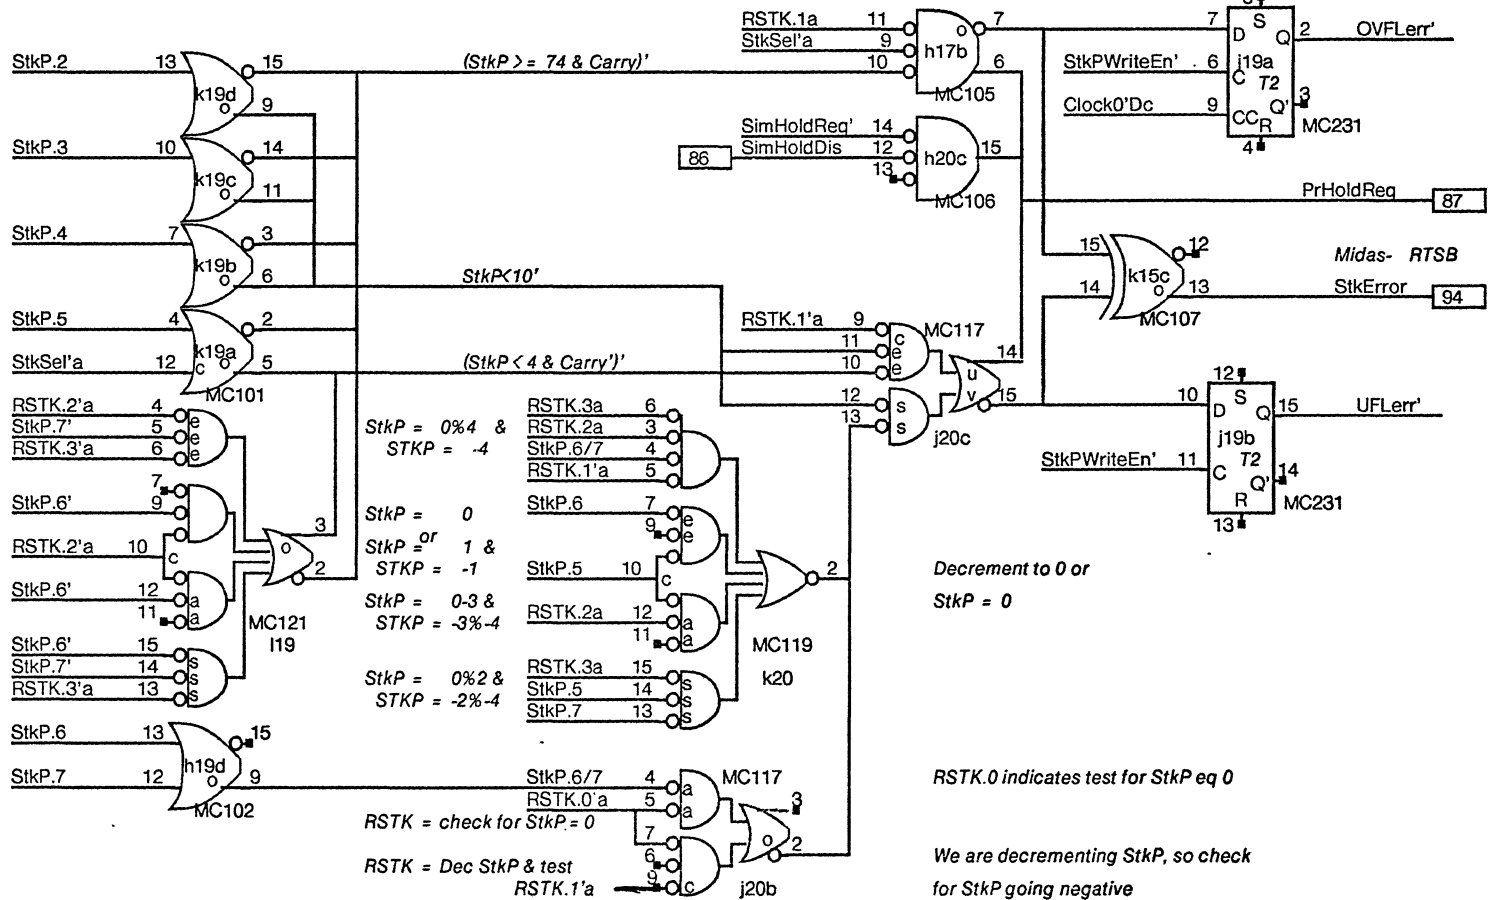 RSTK.1a 11 7 7 D S Q 2 OVFLerr'
StkSel'a 9 h17b
StkP.2 13 15 (StkP >= 74 & Carry)' 10 6 StkPWriteEn' 6 C j19a T2
k19d 9 MC105 Clock0'Dc 9 CC R Q' 3 MC231
4
SimHoldReq' 14
StkP.3 10 14 86 SimHoldDis 12 h20c 15
k19c 11 13 MC106 PrHoldReq 87
StkP.4 7 3 15 12 Midas- RTSB
k19b 6 StkP<10' k15c
14 13 StkError 94
MC107
StkP.5 4 2 RSTK.1'a 9 c MC117
k19a 11 e
StkSel'a 12 c 5 (StkP < 4 & Carry')' 10 e 14
MC101 u v 15
12 s 10 D S Q 15 UFLerr'
13 s j20c 12
j19b T2
StkPWriteEn' 11 C Q' 14
R MC231
13
RSTK.2'a 4 e
StkP.7' 5 e
RSTK.3'a 6 e
StkP = 0%4 &
STKP = -4
RSTK.3a 6
RSTK.2a 3
StkP.6/7 4
RSTK.1'a 5
7
StkP.6' 9
RSTK.2'a 10 c
StkP.6' 12 a
11 a
o 3
2
MC121
l19
StkP = 0
or
StkP = 1 &
STKP = -1
StkP = 0-3 &
STKP = -3%-4
StkP.6 7 e
9 e
StkP.5 10 c
RSTK.2a 12 a
11 a
2
MC119
k20
Decrement to 0 or
StkP = 0
StkP.6' 15 s
StkP.7' 14 s
RSTK.3'a 13 s
StkP = 0%2 &
STKP = -2%-4
RSTK.3a 15 s
StkP.5 14 s
StkP.7 13 s
StkP.6 13 15
h19d
StkP.7 12 9
MC102
StkP.6/7 4 a MC117
RSTK.0'a 5 a 3
RSTK = check for StkP = 0
7 o 2
RSTK = Dec StkP & test 6
RSTK.1'a 9 c j20b
RSTK.0 indicates test for StkP eq 0
We are decrementing StkP, so check
for StkP going negative